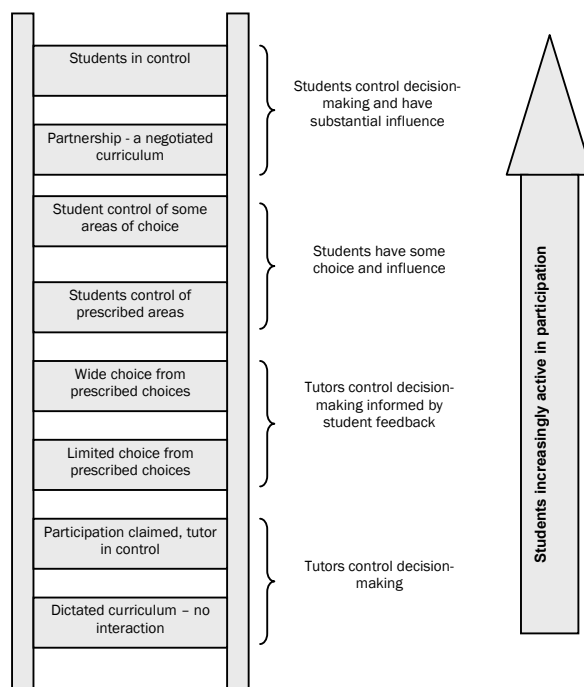 Students in control
Partnership - a negotiated
curriculum
Students control decision-
making and have
substantial influence
Student control of some
areas of choice
Students control of
prescribed areas
Students have some
choice and influence
Wide choice from
prescribed choices
Limited choice from
prescribed choices
Tutors control decision-
making informed by
student feedback
Participation claimed, tutor
in control
Dictated curriculum – no
interaction
Tutors control decision-
making
Students increasingly active in participation